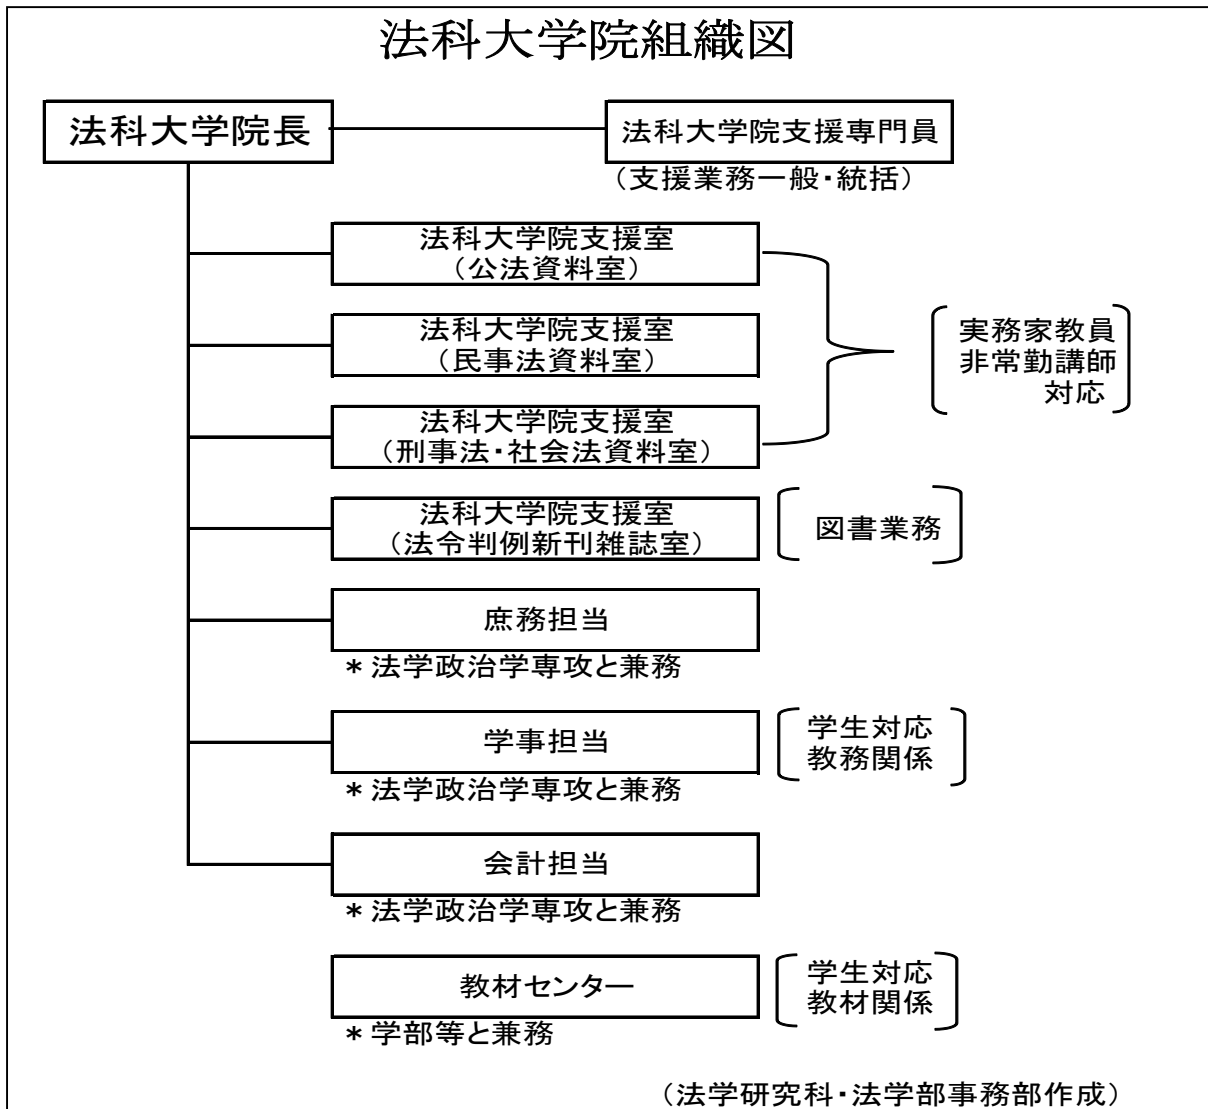 法科大学院組織図
法科大学院長
法科大学院支援専門員
（支援業務一般・統括）
法科大学院支援室
（公法資料室）
法科大学院支援室
（民事法資料室）
法科大学院支援室
（刑事法・社会法資料室）
実務家教員
非常勤講師
対応
法科大学院支援室
（法令判例新刊雑誌室）
図書業務
庶務担当
＊法学政治学専攻と兼務
学事担当
＊法学政治学専攻と兼務
学生対応
教務関係
会計担当
＊法学政治学専攻と兼務
教材センター
＊学部等と兼務
学生対応
教材関係
（法学研究科・法学部事務部作成）